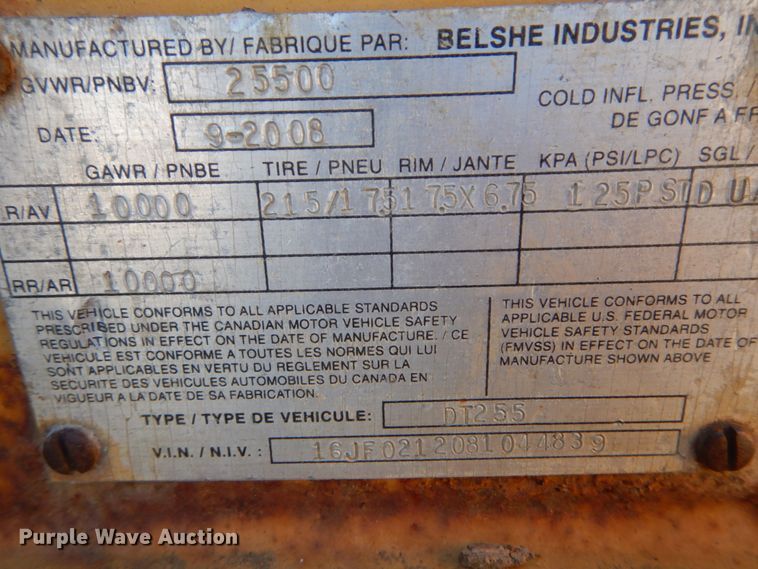 MANUFACTURED BY/ FABRIQUE PAR: BELSHE INDUSTRIES,
GVWR/PNBV: 25500
COLD INFL. PRESS. /
DATE: 9-2008
DE GONF A FR
GAWR / PNBE TIRE / PNEU RIM / JANTE KPA (PSI/LPC) SGL /
R/AV 10000 215/175 17.5X6.75 125PSI DUA
RR/AR 10000
THIS VEHICLE CONFORMS TO ALL APPLICABLE STANDARDS
PRESCRIBED UNDER THE CANADIAN MOTOR VEHICLE SAFETY
REGULATIONS IN EFFECT ON THE DATE OF MANUFACTURE. / CE
VEHICULE EST CONFORME A TOUTES LES NORMES QUI LUI
SONT APPLICABLES EN VERTU DU REGLEMENT SUR LA
SECURITE DES VEHICULES AUTOMOBILES DU CANADA EN
VIGUEUR A LA DATE DE SA FABRICATION.
THIS VEHICLE CONFORMS TO ALL
APPLICABLE U.S. FEDERAL MOTOR
VEHICLE SAFETY STANDARDS
(FMVSS) IN EFFECT ON THE DATE OF
MANUFACTURE SHOWN ABOVE
TYPE / TYPE DE VEHICULE: DT255
V.I.N. / N.I.V. : 16JF0212081044839
Purple Wave Auction